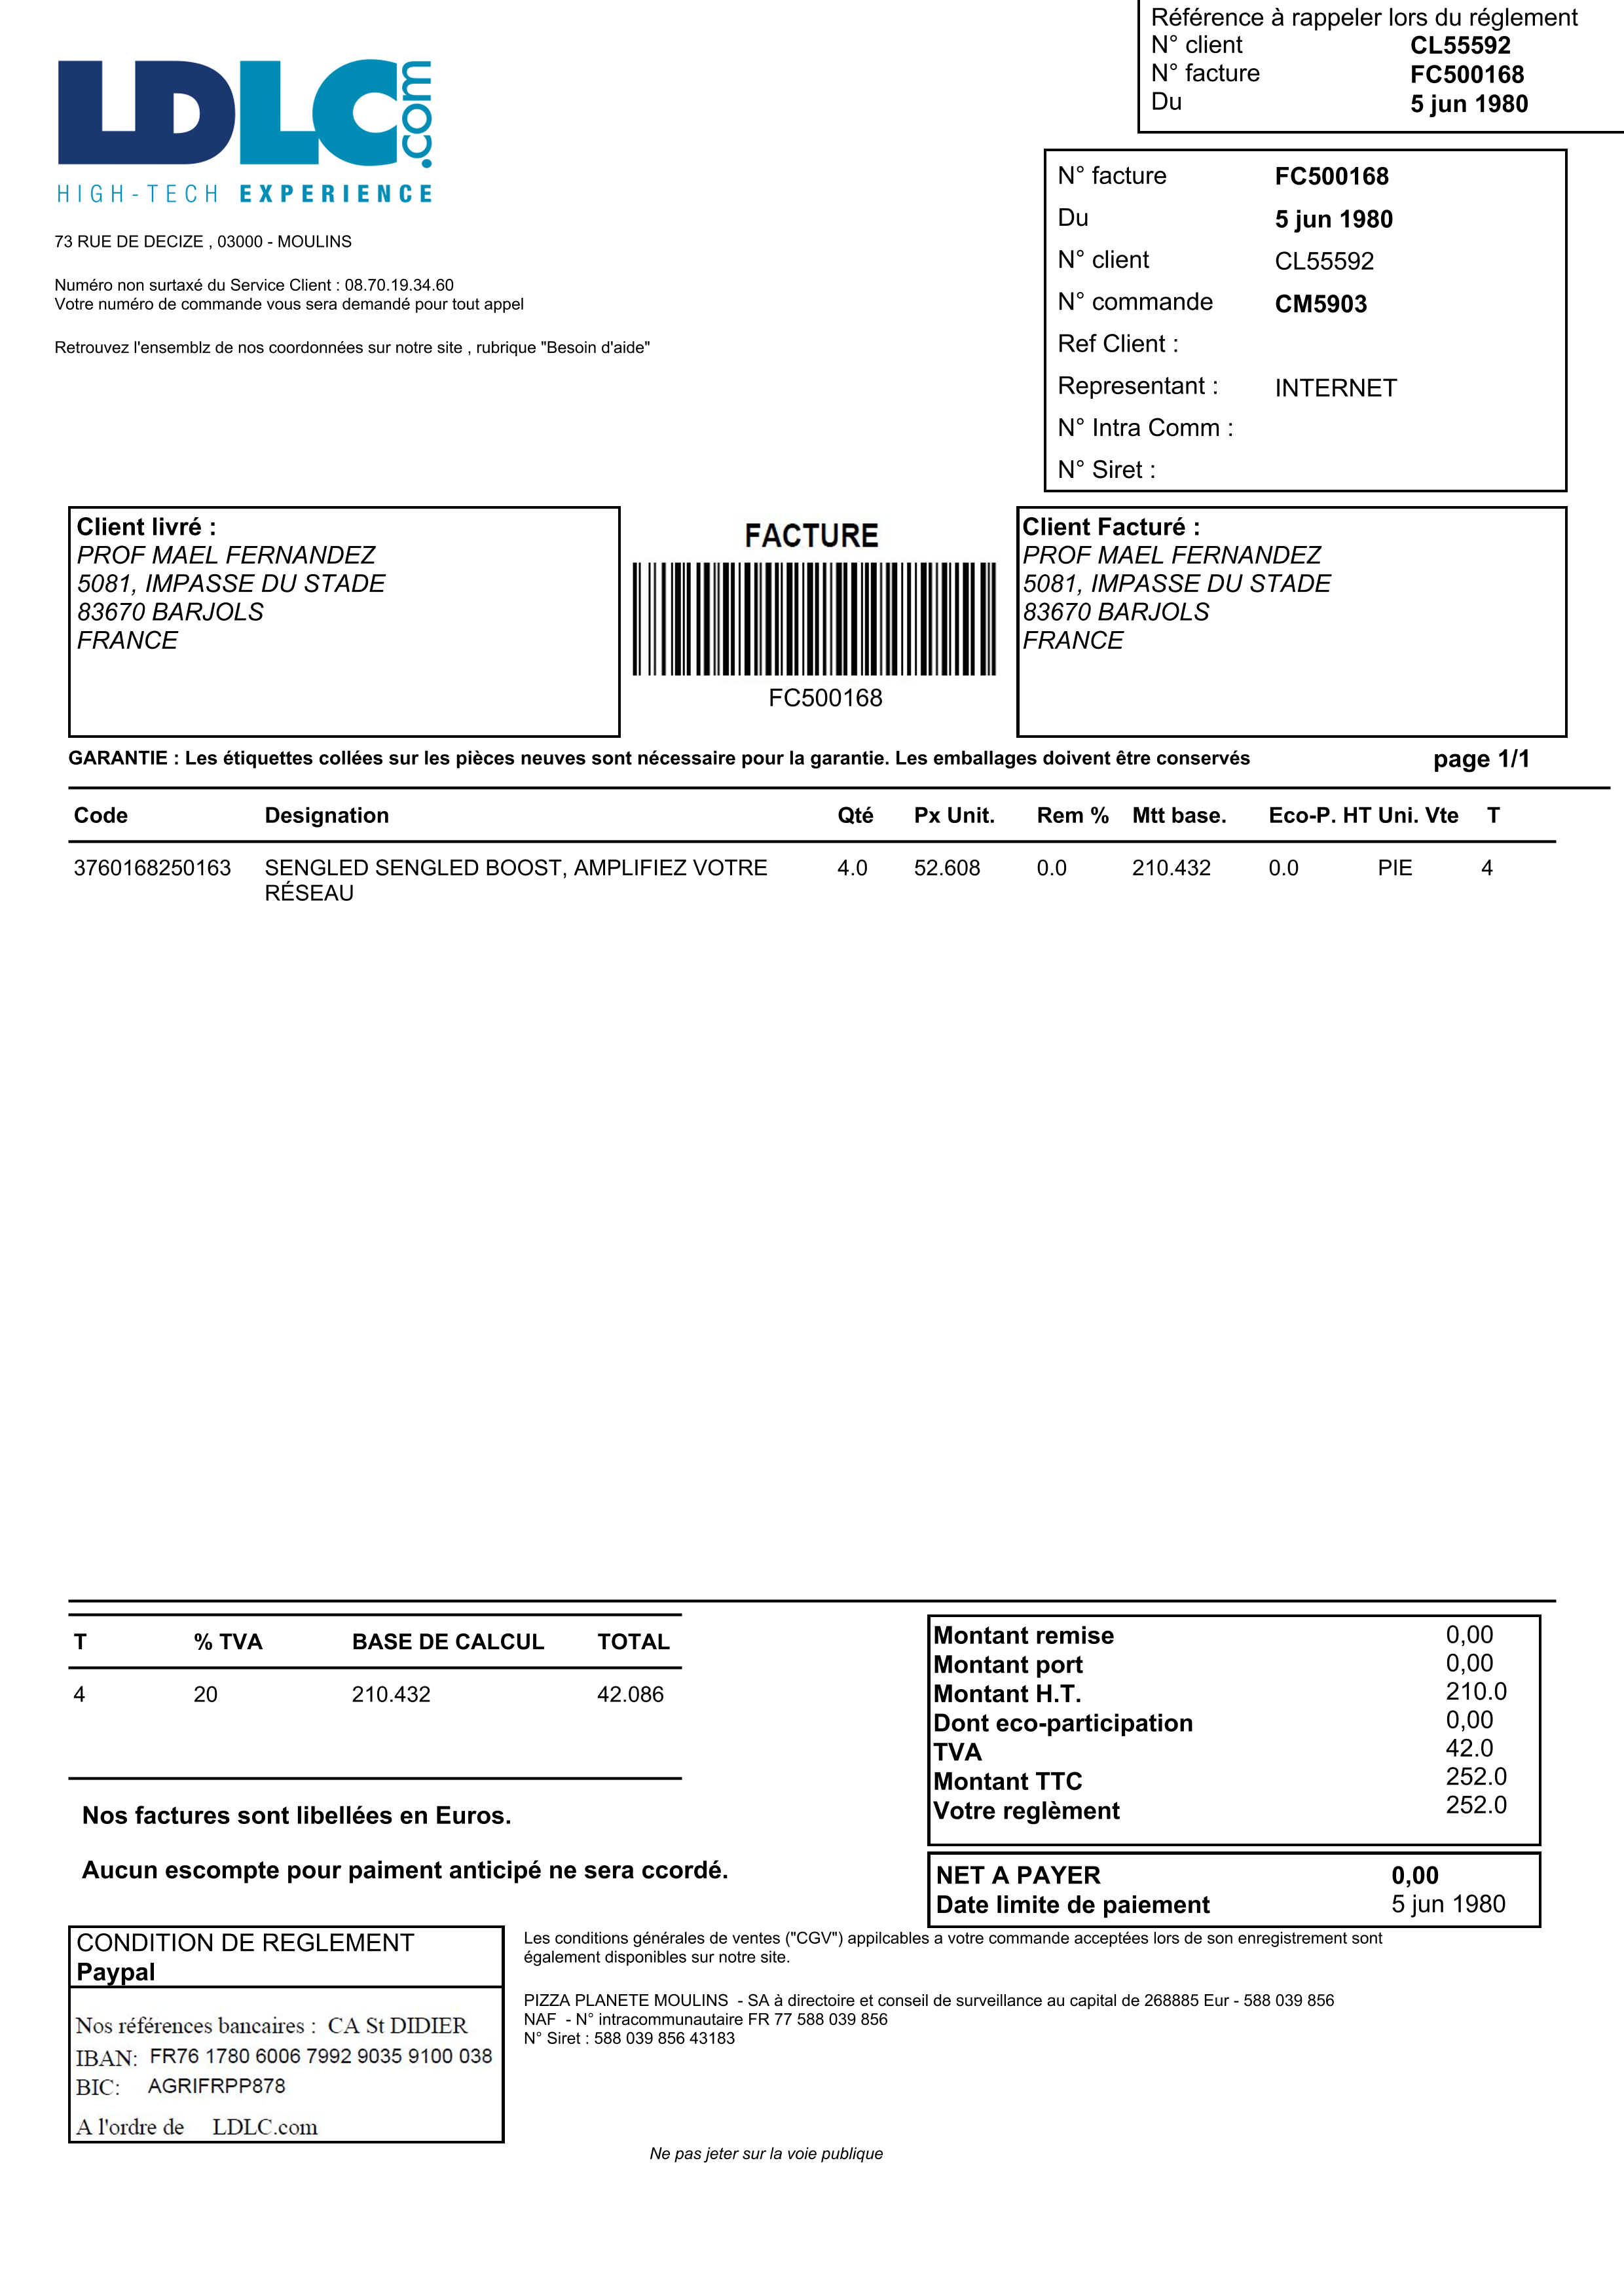 Référence à rappeler lors du réglement
N° client CL55592
N° facture FC500168
Du 5 jun 1980
LDLC.com
HIGH-TECH EXPERIENCE
73 RUE DE DECIZE , 03000 - MOULINS
Numéro non surtaxé du Service Client : 08.70.19.34.60
Votre numéro de commande vous sera demandé pour tout appel
Retrouvez l'ensemblz de nos coordonnées sur notre site , rubrique "Besoin d'aide"
N° facture FC500168
Du 5 jun 1980
N° client CL55592
N° commande CM5903
Ref Client :
Representant : INTERNET
N° Intra Comm :
N° Siret :
Client livré :
PROF MAEL FERNANDEZ
5081, IMPASSE DU STADE
83670 BARJOLS
FRANCE
FACTURE
FC500168
Client Facturé :
PROF MAEL FERNANDEZ
5081, IMPASSE DU STADE
83670 BARJOLS
FRANCE
GARANTIE : Les étiquettes collées sur les pièces neuves sont nécessaire pour la garantie. Les emballages doivent être conservés page 1/1
Code Designation Qté Px Unit. Rem % Mtt base. Eco-P. HT Uni. Vte T
3760168250163 SENGLED SENGLED BOOST, AMPLIFIEZ VOTRE 4.0 52.608 0.0 210.432 0.0 PIE 4
RÉSEAU
T % TVA BASE DE CALCUL TOTAL
4 20 210.432 42.086
Nos factures sont libellées en Euros.
Aucun escompte pour paiment anticipé ne sera ccordé.
Montant remise 0,00
Montant port 0,00
Montant H.T. 210.0
Dont eco-participation 0,00
TVA 42.0
Montant TTC 252.0
Votre reglèment 252.0
NET A PAYER 0,00
Date limite de paiement 5 jun 1980
CONDITION DE REGLEMENT
Paypal
Nos références bancaires : CA St DIDIER
IBAN: FR76 1780 6006 7992 9035 9100 038
BIC: AGRIFRPP878
A l'ordre de LDLC.com
Les conditions générales de ventes ("CGV") appilcables a votre commande acceptées lors de son enregistrement sont
également disponibles sur notre site.
PIZZA PLANETE MOULINS - SA à directoire et conseil de surveillance au capital de 268885 Eur - 588 039 856
NAF - N° intracommunautaire FR 77 588 039 856
N° Siret : 588 039 856 43183
Ne pas jeter sur la voie publique